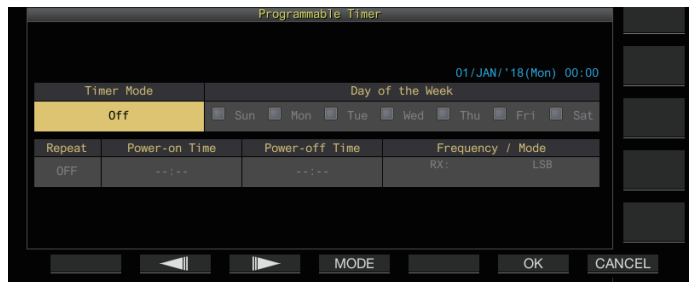 Programmable Timer
01/JAN/'18(Mon) 00:00
Timer Mode Day of the Week
Off Sun Mon Tue Wed Thu Fri Sat
Repeat Power-on Time Power-off Time Frequency / Mode
OFF --:-- --:-- RX: LSB
MODE OK CANCEL